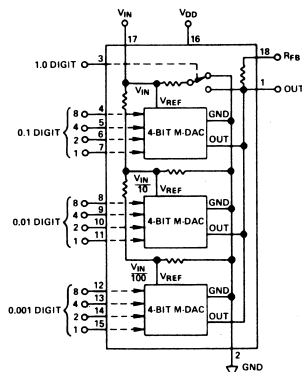 VIN VDD
17 16
3 18 RFB
1.0 DIGIT VIN 1 OUT
4 VREF
8 GND
5
4 4-BIT M-DAC
0.1 DIGIT 6
2 OUT
7
1
VIN
10
8 VREF
8 GND
9
4 4-BIT M-DAC
0.01 DIGIT 10
2 OUT
11
1
VIN
100
12 VREF
8 GND
13
4 4-BIT M-DAC
0.001 DIGIT 14
2 OUT
15
1
2
GND